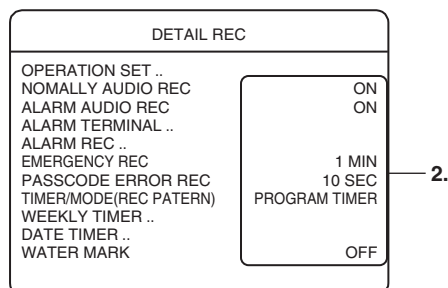 DETAIL REC
OPERATION SET ..
NOMALLY AUDIO REC ON
ALARM AUDIO REC ON
ALARM TERMINAL ..
ALARM REC ..
EMERGENCY REC 1 MIN
PASSCODE ERROR REC 10 SEC
TIMER/MODE(REC PATERN) PROGRAM TIMER
WEEKLY TIMER ..
DATE TIMER ..
WATER MARK OFF
2.